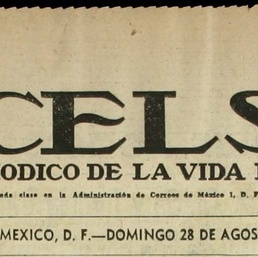 CELS
ODICO DE LA VIDA
nda clase en la Administración de Correos de México 1, D. F.
MEXICO, D. F.—DOMINGO 28 DE AGOS